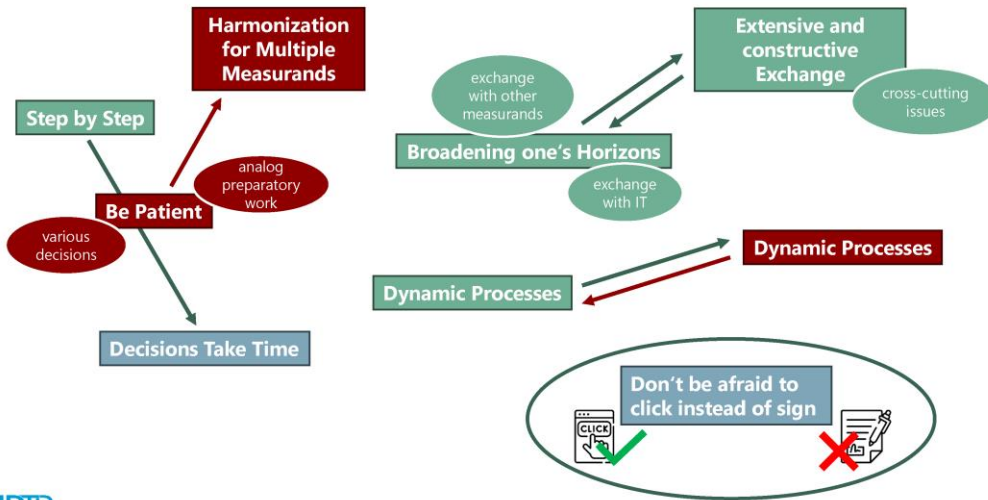 Harmonization
for Multiple
Measurands
Step by Step
analog
preparatory
work
Be Patient
various
decisions
Decisions Take Time
Extensive and
constructive
Exchange
exchange
with other
measurands
cross-cutting
issues
Broadening one's Horizons
exchange
with IT
Dynamic Processes
Dynamic Processes
Don't be afraid to
click instead of sign
CLICK